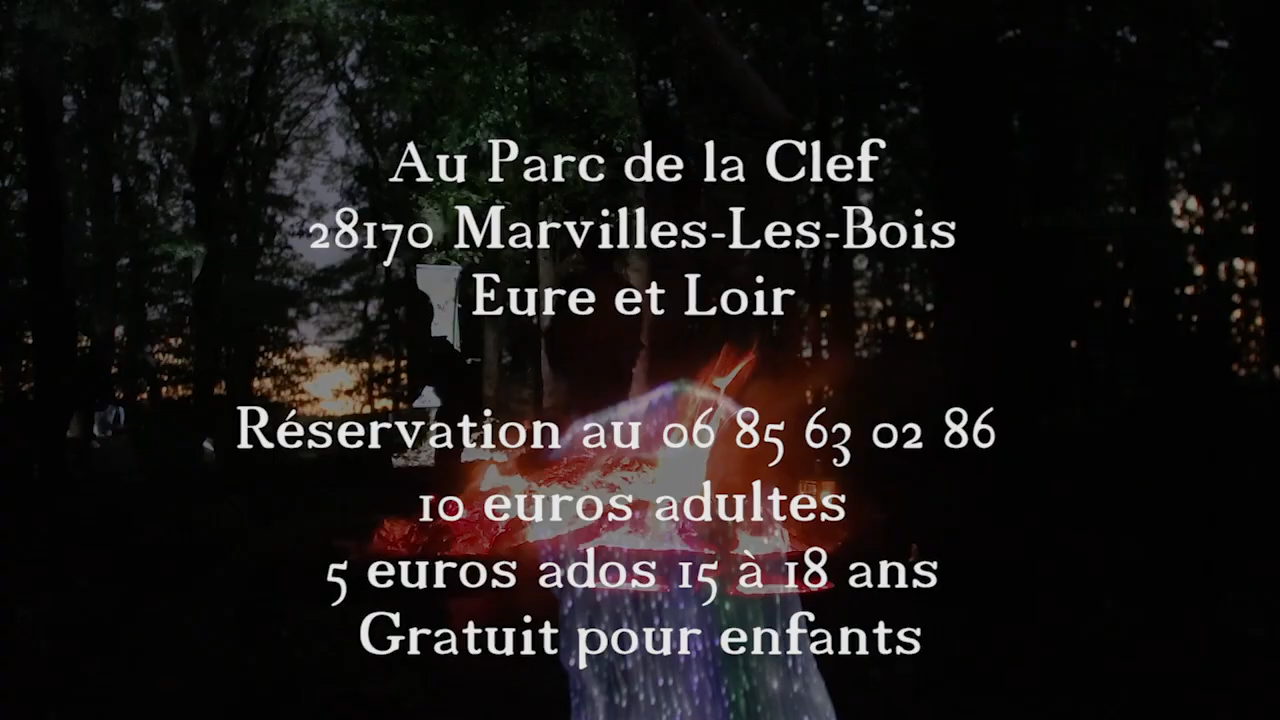 Au Parc de la Clef
28170 Marvilles-Les-Bois
Eure et Loir
Réservation au 06 85 63 02 86
10 euros adultes
5 euros ados 15 à 18 ans
Gratuit pour enfants